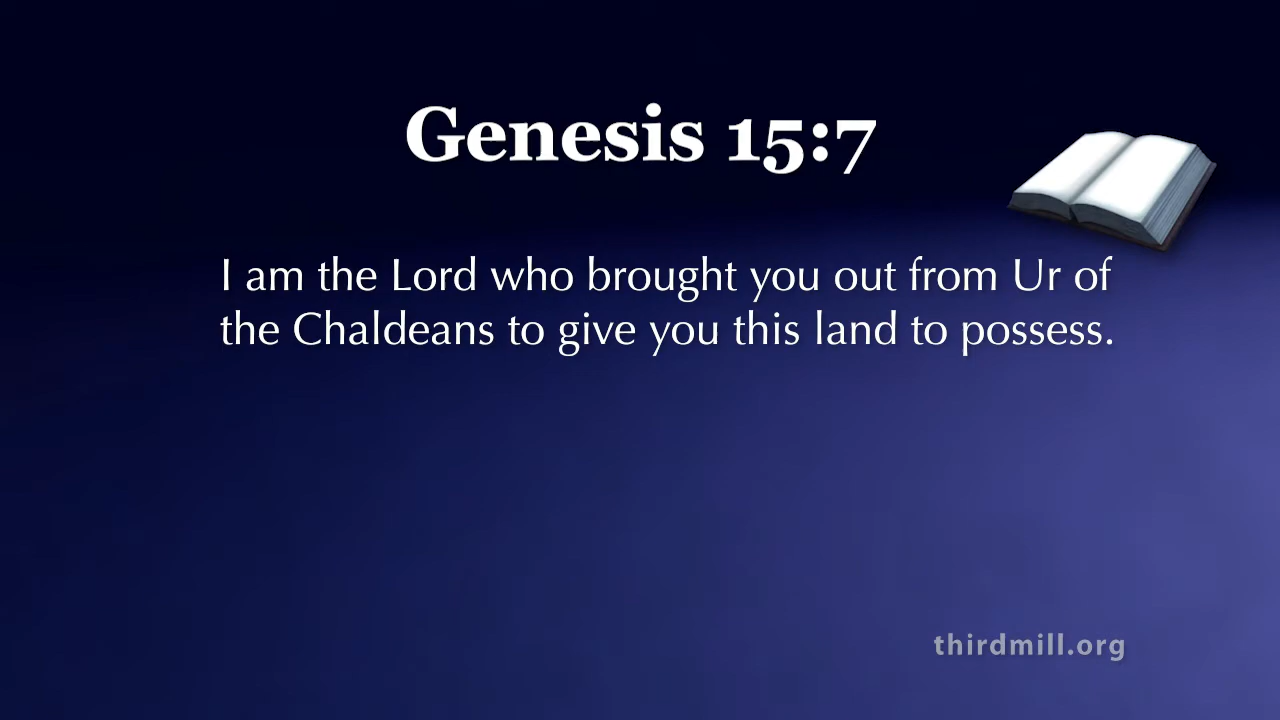 Genesis 15:7
I am the Lord who brought you out from Ur of
the Chaldeans to give you this land to possess.
thirdmill.org